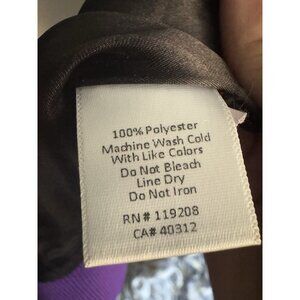 100% Polyester
Machine Wash Cold
With Like Colors
Do Not Bleach
Line Dry
Do Not Iron
RN# 119208
CA# 40312